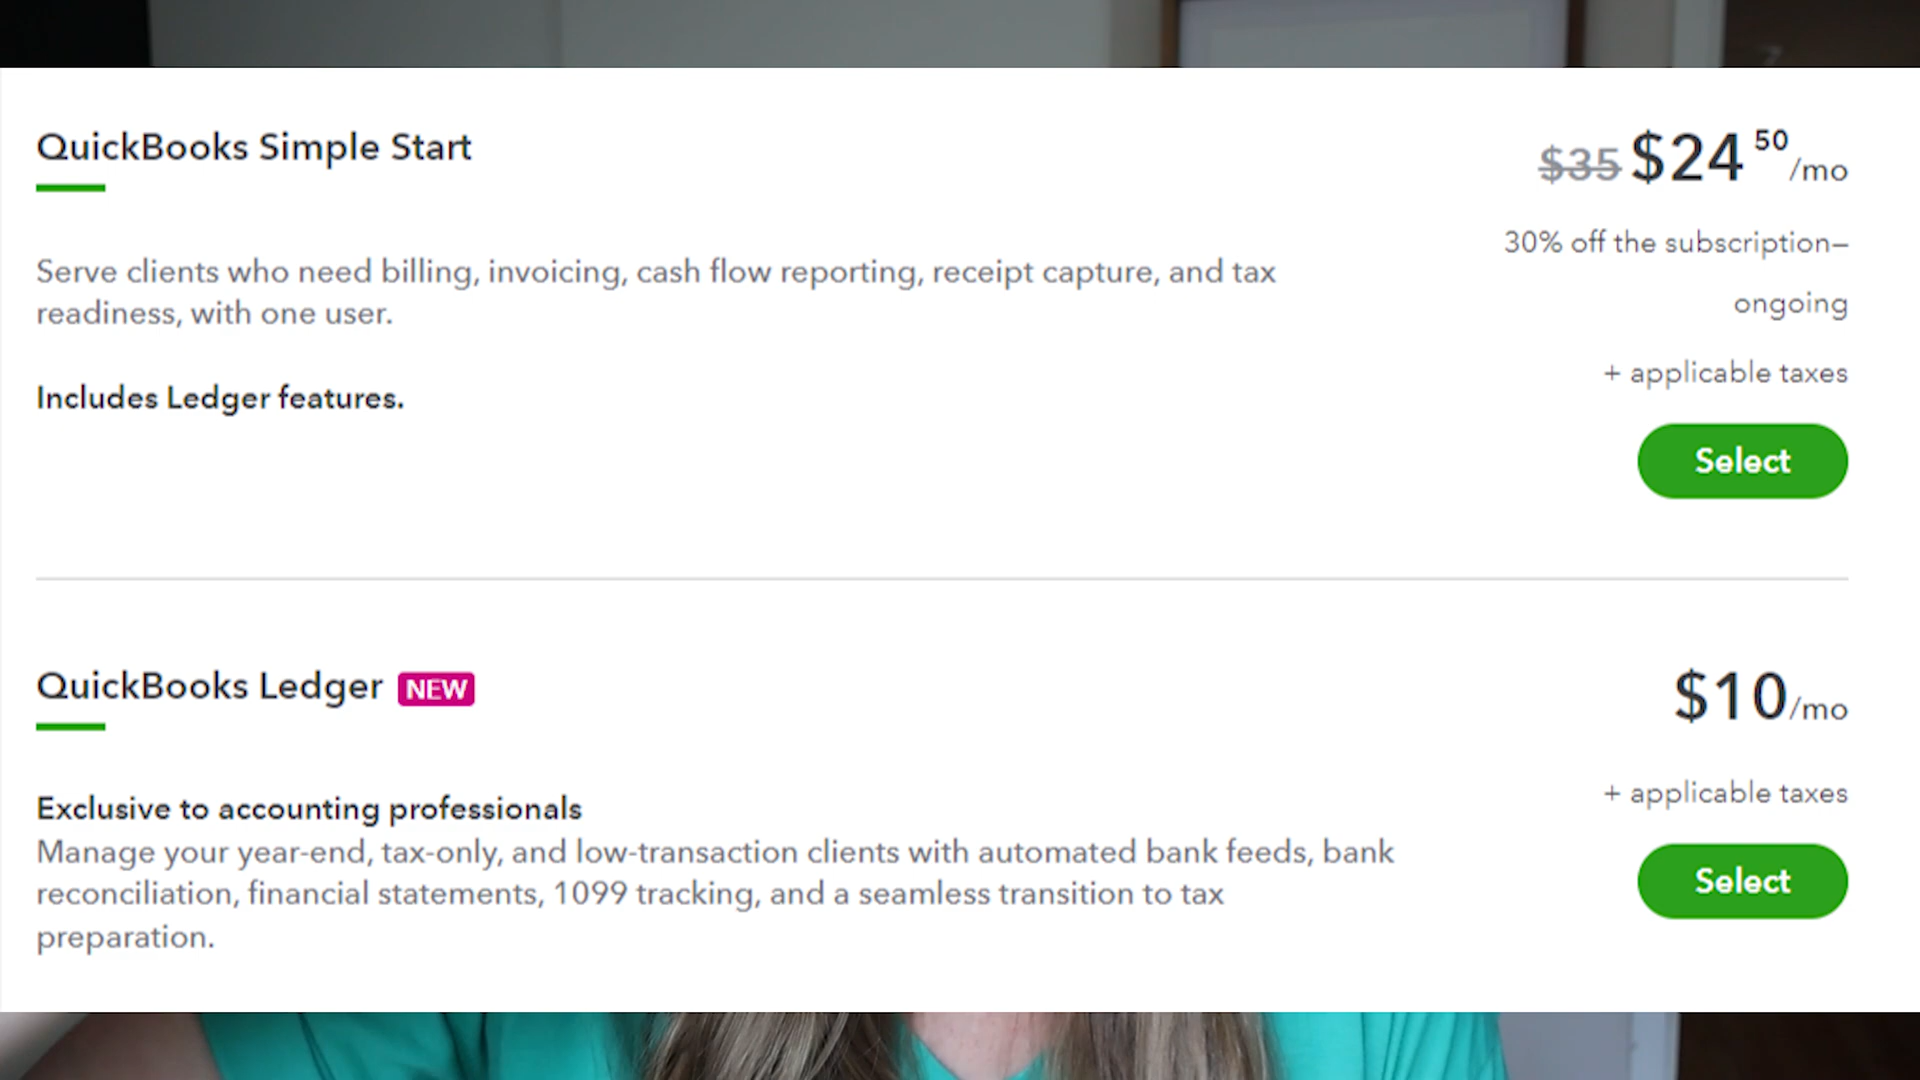 QuickBooks Simple Start
$35 $24 50 /mo
30% off the subscription–
ongoing
+ applicable taxes
Serve clients who need billing, invoicing, cash flow reporting, receipt capture, and tax
readiness, with one user.
Includes Ledger features.
Select
QuickBooks Ledger NEW
$10/mo
+ applicable taxes
Exclusive to accounting professionals
Manage your year-end, tax-only, and low-transaction clients with automated bank feeds, bank
reconciliation, financial statements, 1099 tracking, and a seamless transition to tax
preparation.
Select